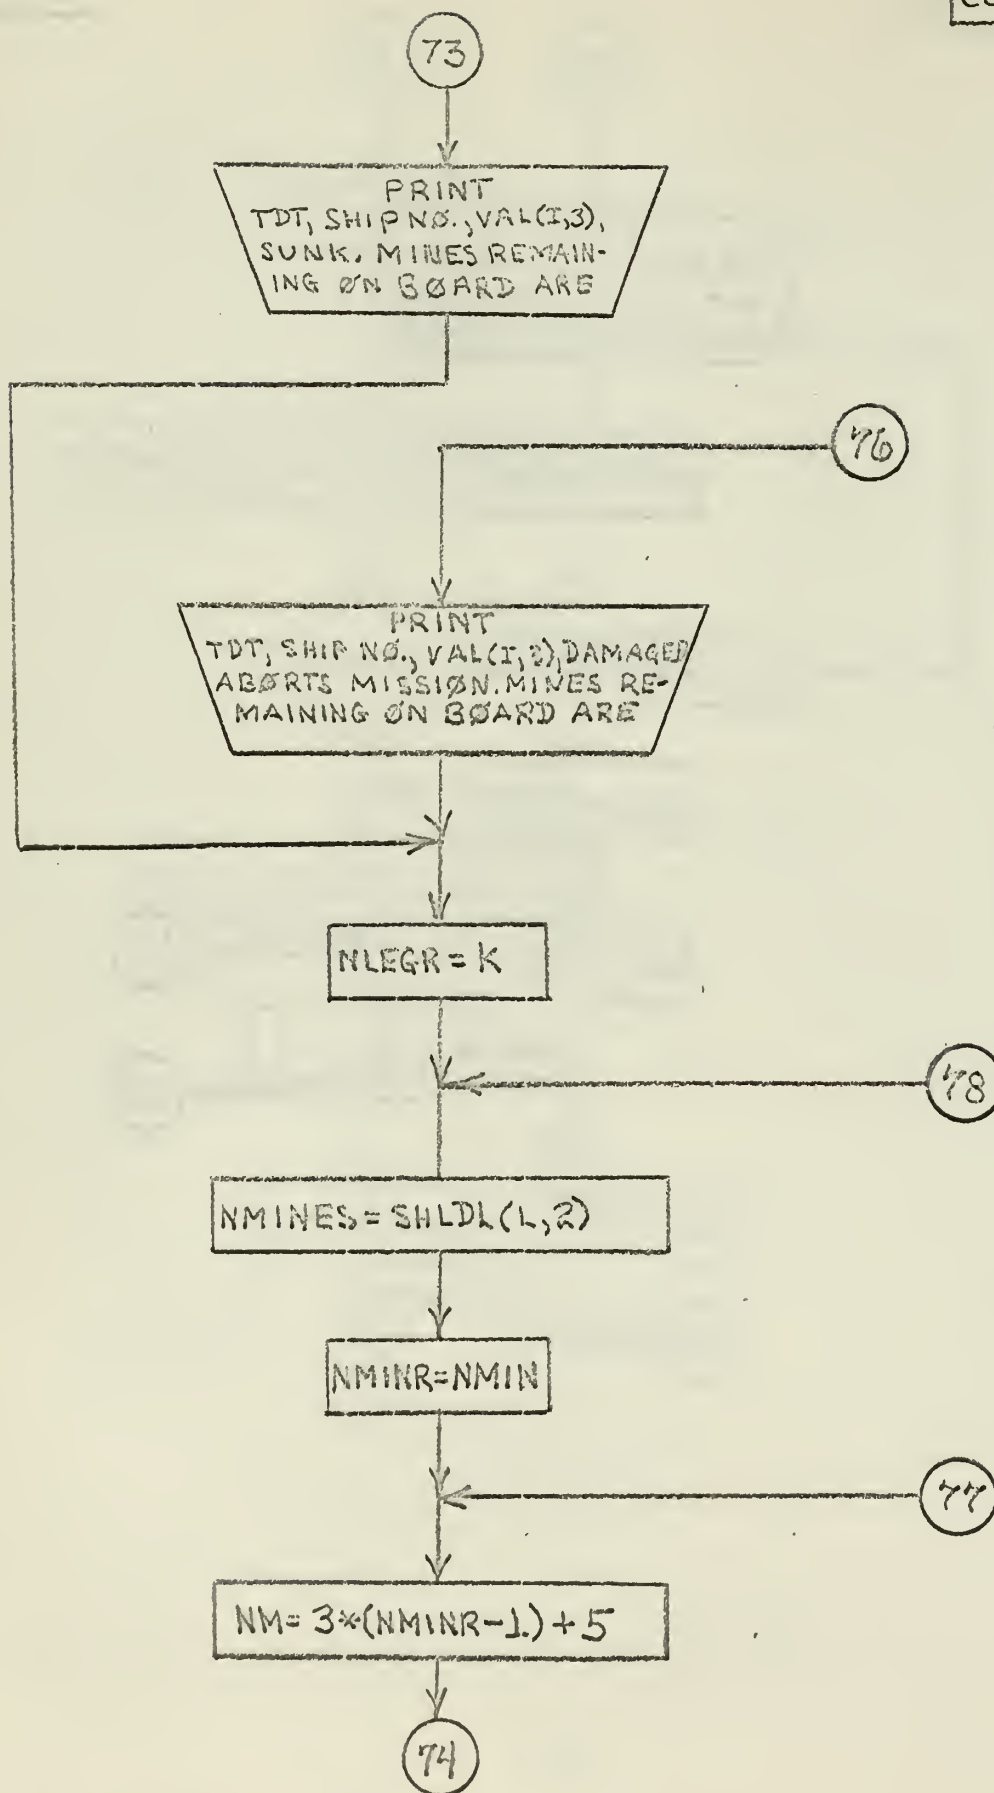 73
PRINT
TDT, SHIP NØ., VAL(I,3),
SUNK. MINES REMAIN-
ING ØN BØARD ARE
76
PRINT
TDT, SHIP NØ., VAL(I,3), DAMAGED
ABØRTS MISSIØN. MINES RE-
MAINING ØN BØARD ARE
NLEGR = K
78
NMINES = SHLDL(L,2)
NMINR=NMIN
77
NM= 3*(NMINR-1.) + 5
74